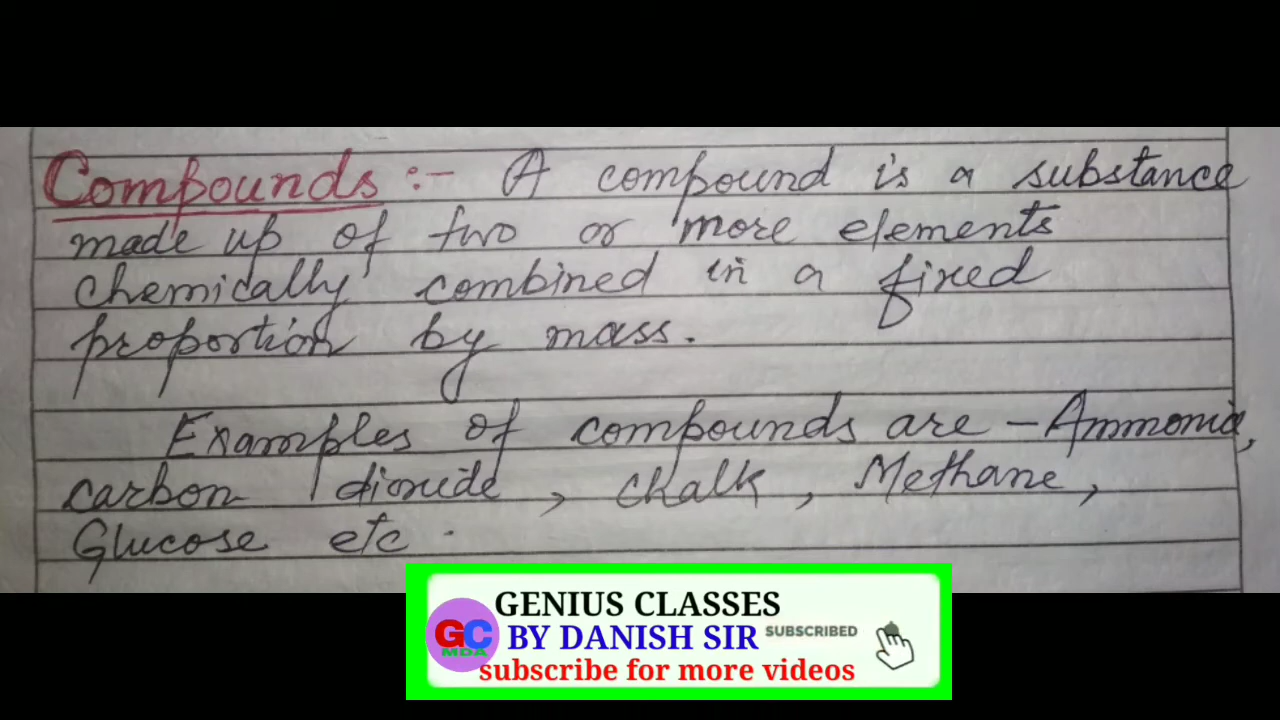 Compounds :- A compound is a substance
made up of two or more elements
chemically combined in a fixed
proportion by mass.
Examples of compounds are - Ammonia,
carbon dioxide, chalk, Methane,
Glucose etc.
GENIUS CLASSES
GC BY DANISH SIR SUBSCRIBED
MDA
subscribe for more videos